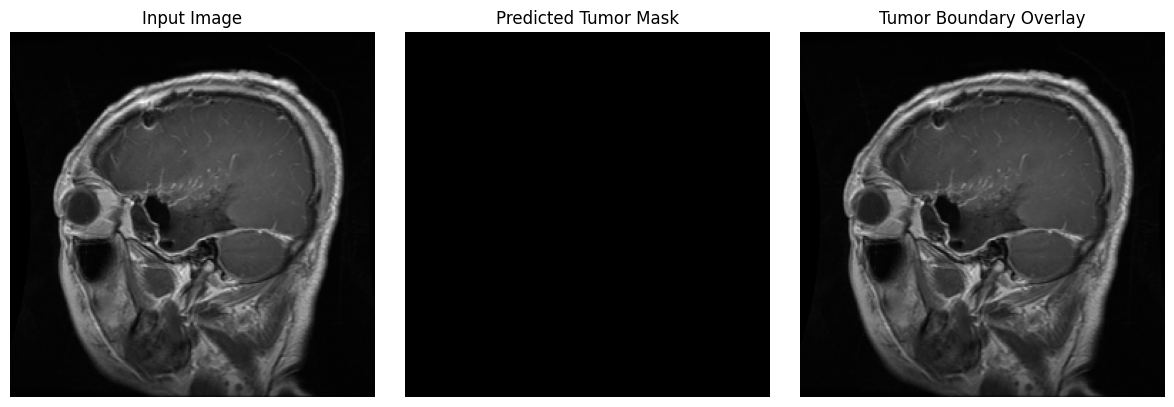 Input Image
Predicted Tumor Mask
Tumor Boundary Overlay